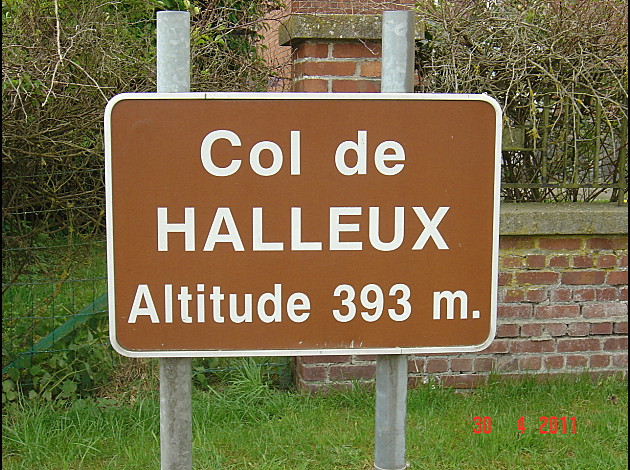 Col de
HALLEUX
Altitude 393 m.
30 4 2011